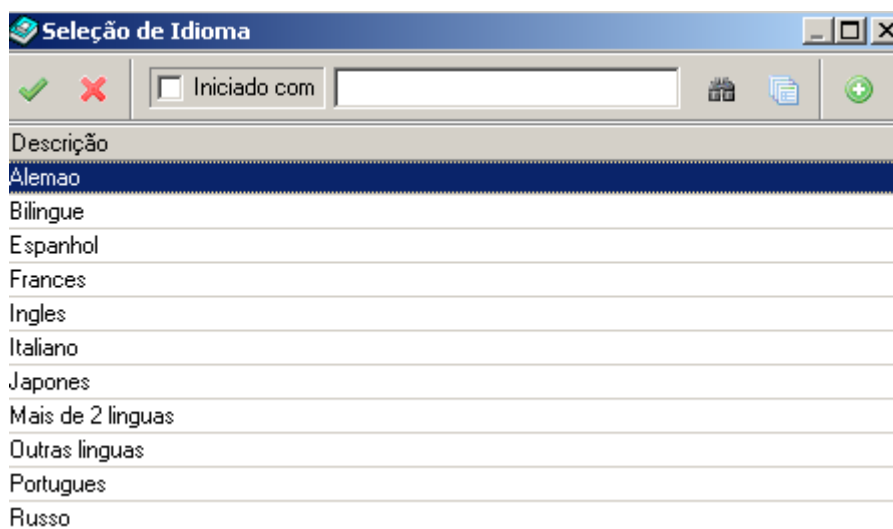 Seleção de Idioma
Iniciado com
Descrição
Alemao
Bilingue
Espanhol
Frances
Ingles
Italiano
Japones
Mais de 2 linguas
Outras linguas
Portugues
Russo